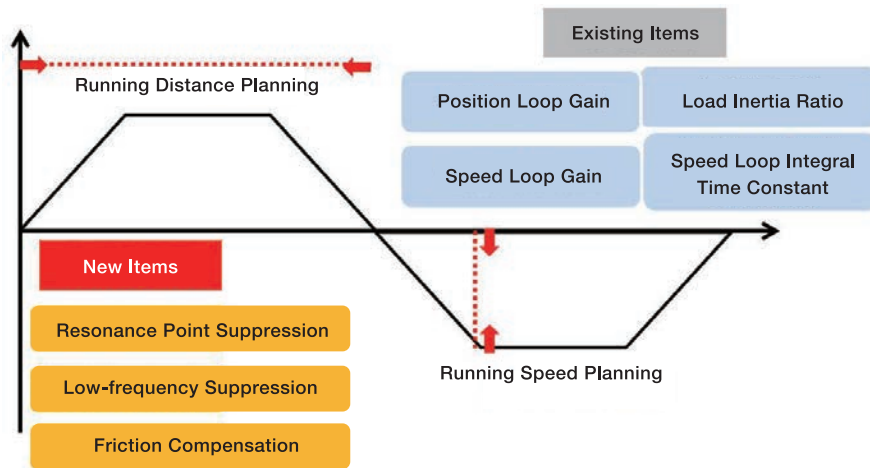 Existing Items
Running Distance Planning
Position Loop Gain
Load Inertia Ratio
Speed Loop Gain
Speed Loop Integral
Time Constant
New Items
Resonance Point Suppression
Low-frequency Suppression
Friction Compensation
Running Speed Planning